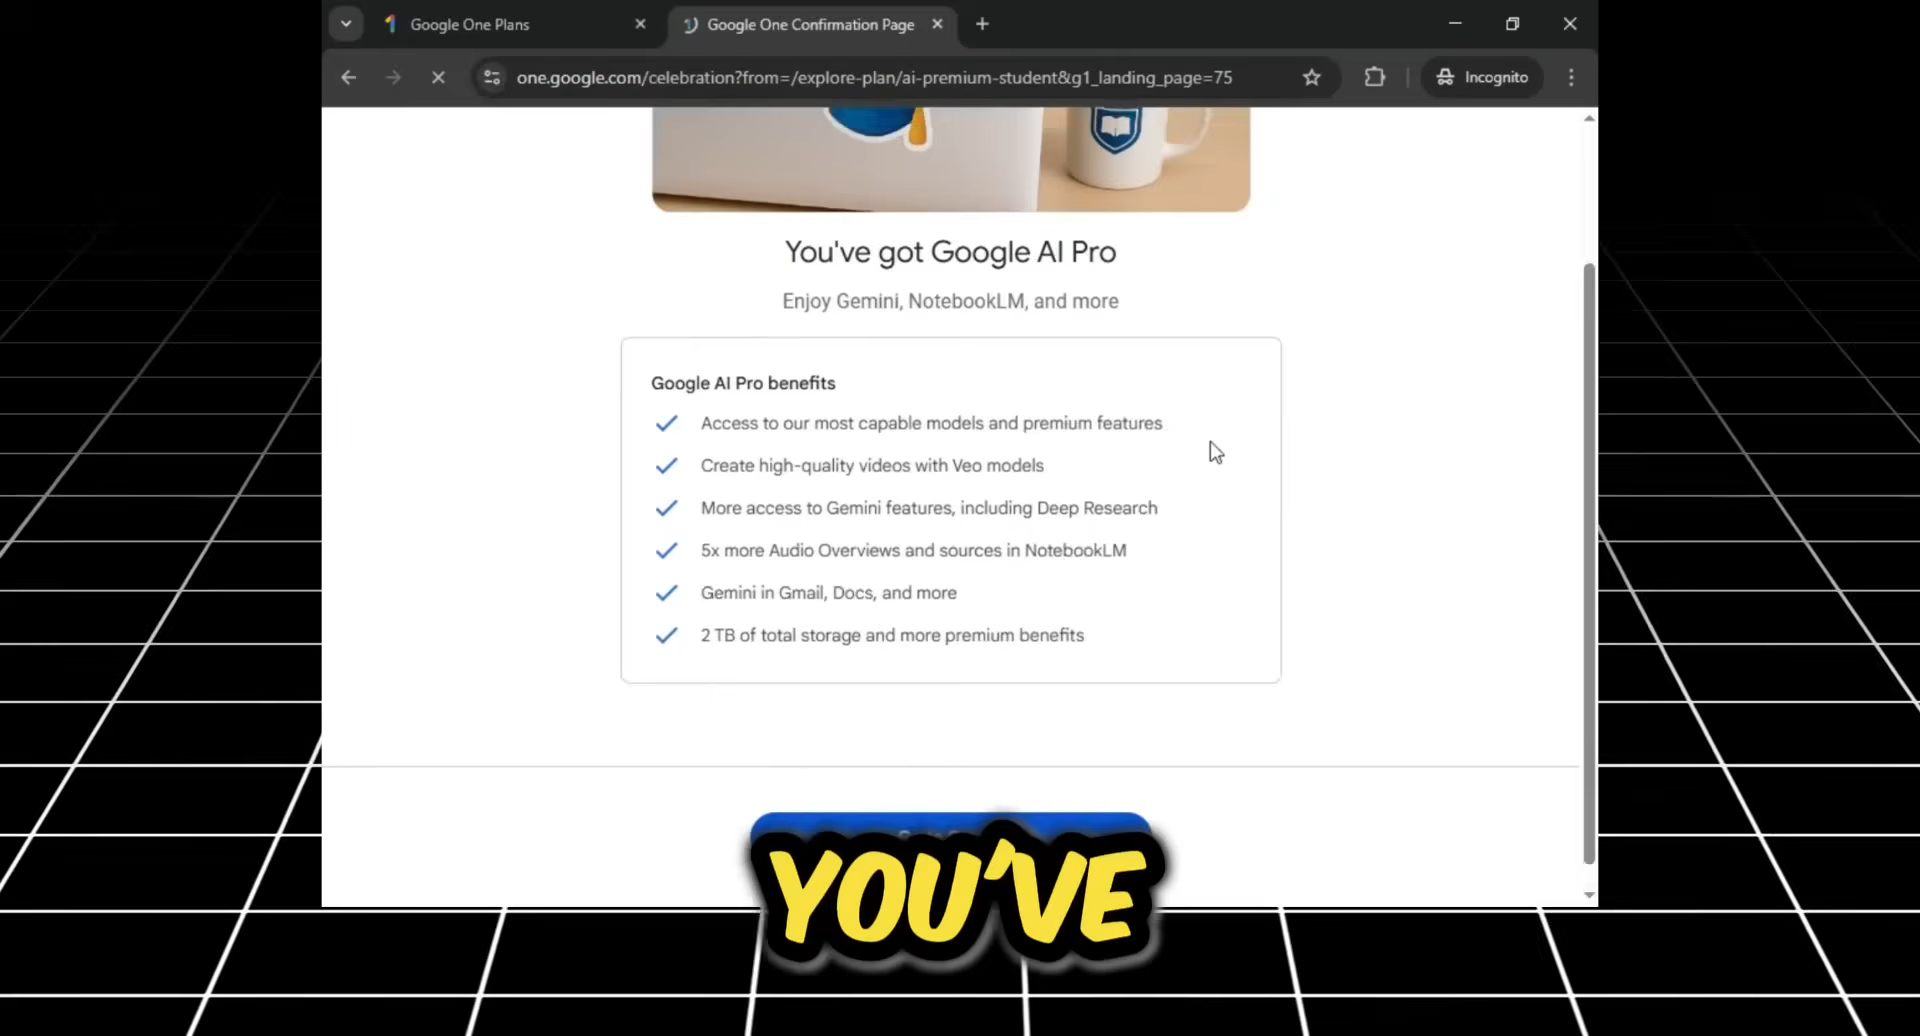 Google One Plans
Google One Confirmation Page
one.google.com/celebration?from=/explore-plan/ai-premium-student&g1_landing_page=75
Incognito
You've got Google AI Pro
Enjoy Gemini, NotebookLM, and more
Google AI Pro benefits
Access to our most capable models and premium features
Create high-quality videos with Veo models
More access to Gemini features, including Deep Research
5x more Audio Overviews and sources in NotebookLM
Gemini in Gmail, Docs, and more
2 TB of total storage and more premium benefits
YOU'VE